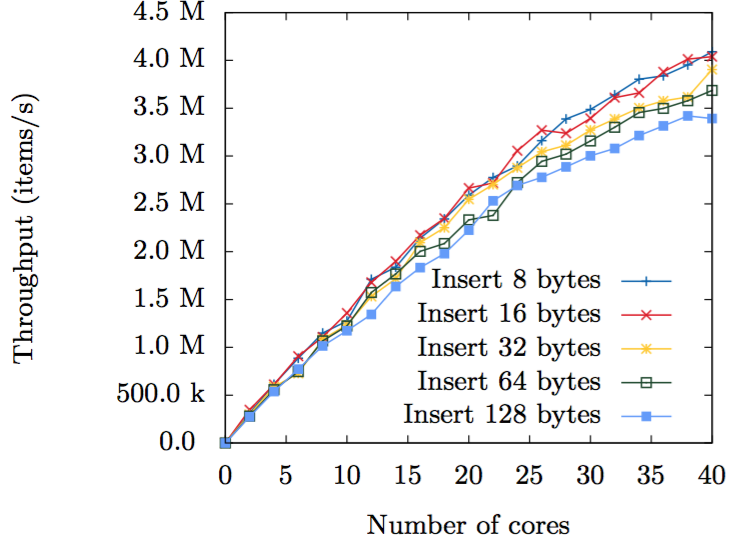 4.5 M
4.0 M
3.5 M
3.0 M
2.5 M
2.0 M
1.5 M
1.0 M
500.0 k
0.0
Throughput (items/s)
Insert 8 bytes
Insert 16 bytes
Insert 32 bytes
Insert 64 bytes
Insert 128 bytes
0 5 10 15 20 25 30 35 40
Number of cores